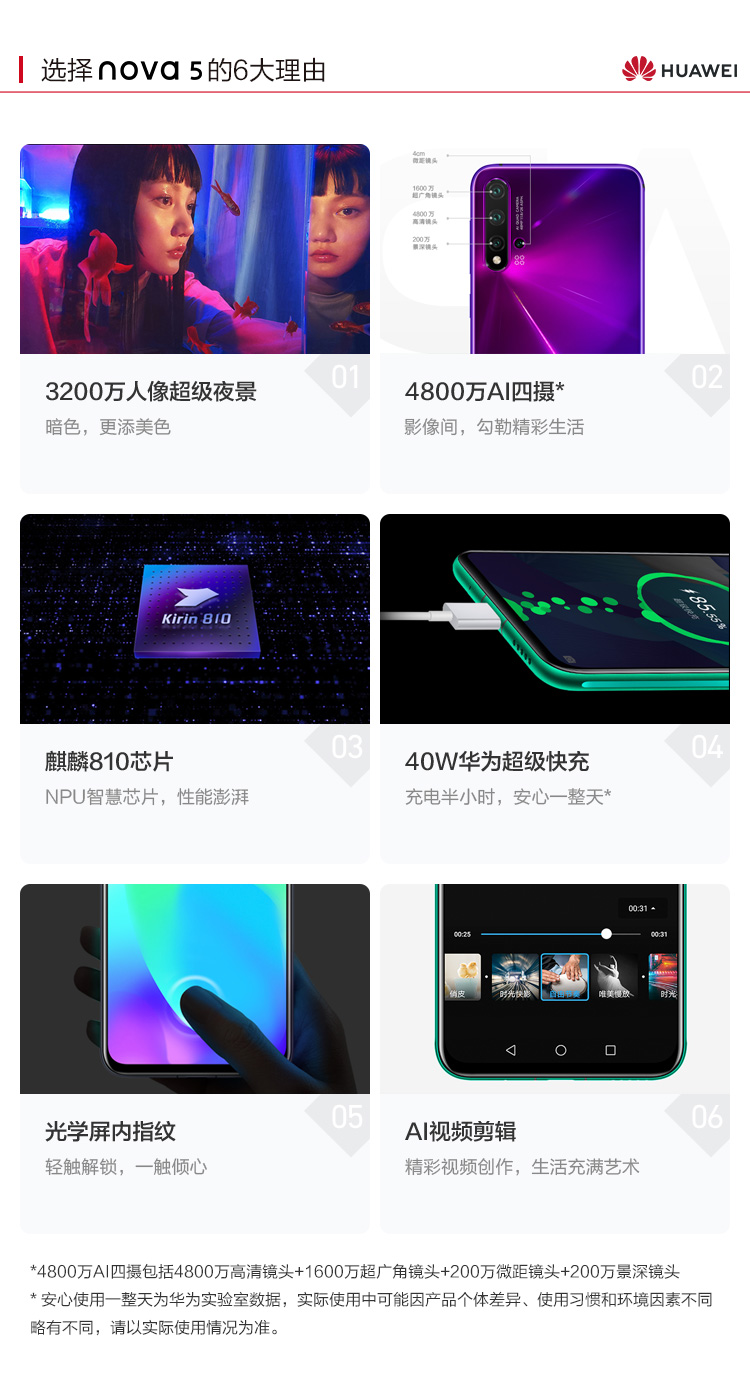 选择nova 5的6大理由
HUAWEI
4cm
微距镜头
1600万
超广角镜头
4800万
高清镜头
200万
景深镜头
01
3200万人像超级夜景
暗色，更添美色
02
4800万AI四摄*
影像间，勾勒精彩生活
Kirin 810
85.55%
03
麒麟810芯片
NPU智慧芯片，性能澎湃
04
40W华为超级快充
充电半小时，安心一整天*
00:31
00:25
00:31
俏皮
时光快影
唯美慢放
时光
05
光学屏内指纹
轻触解锁，一触倾心
06
AI视频剪辑
精彩视频创作，生活充满艺术
*4800万AI四摄包括4800万高清镜头+1600万超广角镜头+200万微距镜头+200万景深镜头
* 安心使用一整天为华为实验室数据，实际使用中可能因产品个体差异、使用习惯和环境因素不同
略有不同，请以实际使用情况为准。